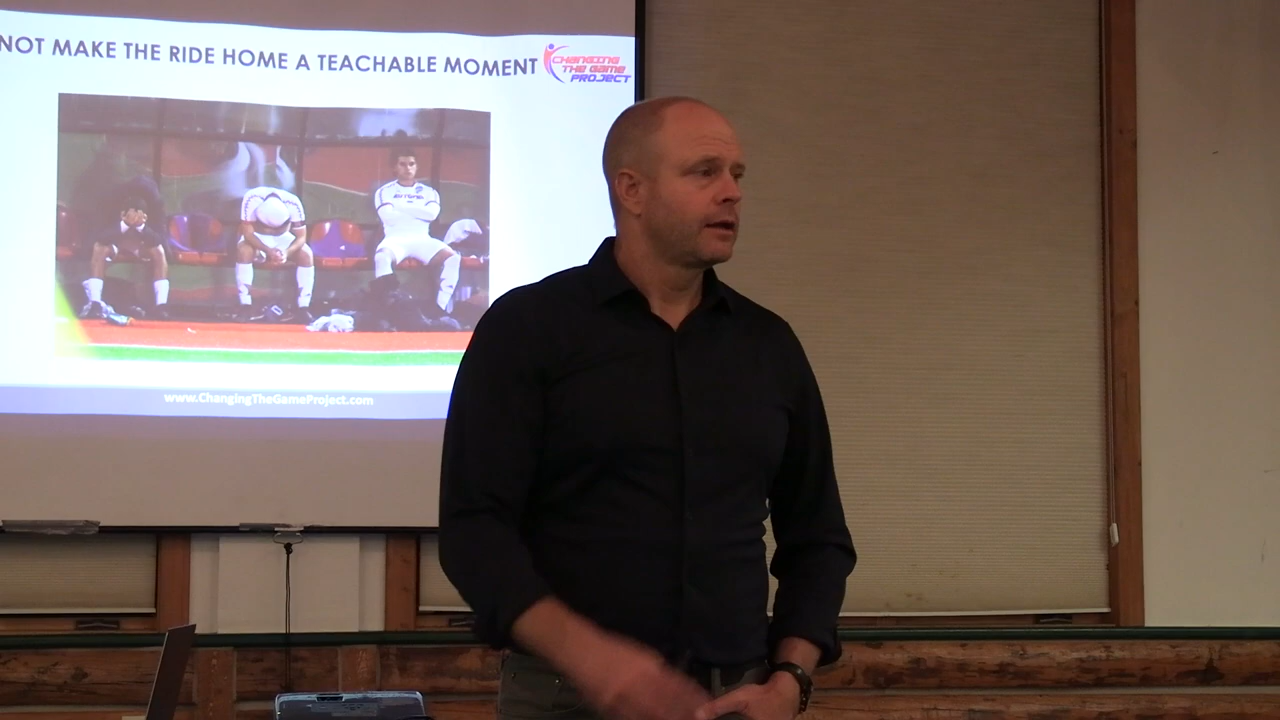 NOT MAKE THE RIDE HOME A TEACHABLE MOMENT
CHANGING
THE GAME
PROJECT
www.ChangingTheGameProject.com